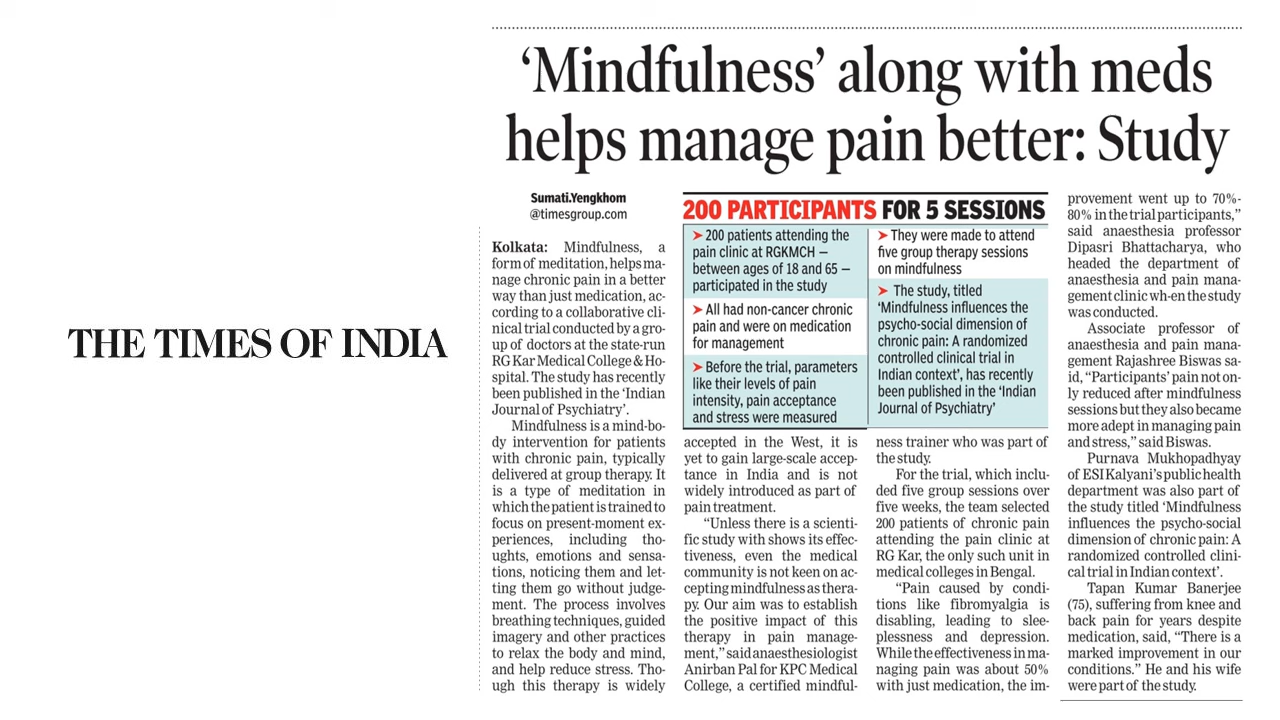 THE TIMES OF INDIA
‘Mindfulness’ along with meds
helps manage pain better: Study
Sumati.Yengkhom
@timesgroup.com
Kolkata: Mindfulness, a
form of meditation, helps ma-
nage chronic pain in a better
way than just medication, ac-
cording to a collaborative cli-
nical trial conducted by a gro-
up of doctors at the state-run
RG Kar Medical College & Ho-
spital. The study has recently
been published in the ‘Indian
Journal of Psychiatry’.
Mindfulness is a mind-bo-
dy intervention for patients
with chronic pain, typically
delivered at group therapy. It
is a type of meditation in
which the patient is trained to
focus on present-moment ex-
periences, including tho-
ughts, emotions and sensa-
tions, noticing them and let-
ting them go without judge-
ment. The process involves
breathing techniques, guided
imagery and other practices
to relax the body and mind,
and help reduce stress. Tho-
ugh this therapy is widely
200 PARTICIPANTS FOR 5 SESSIONS
➤ 200 patients attending the
pain clinic at RGKMCH –
between ages of 18 and 65 –
participated in the study
➤ All had non-cancer chronic
pain and were on medication
for management
➤ Before the trial, parameters
like their levels of pain
intensity, pain acceptance
and stress were measured
➤ They were made to attend
five group therapy sessions
on mindfulness
➤ The study, titled
‘Mindfulness influences the
psycho-social dimension of
chronic pain: A randomized
controlled clinical trial in
Indian context’, has recently
been published in the ‘Indian
Journal of Psychiatry’
accepted in the West, it is
yet to gain large-scale accep-
tance in India and is not
widely introduced as part of
pain treatment.
“Unless there is a scienti-
fic study with shows its effec-
tiveness, even the medical
community is not keen on ac-
cepting mindfulness as thera-
py. Our aim was to establish
the positive impact of this
therapy in pain manage-
ment,” said anaesthesiologist
Anirban Pal for KPC Medical
College, a certified mindful-
ness trainer who was part of
the study.
For the trial, which inclu-
ded five group sessions over
five weeks, the team selected
200 patients of chronic pain
attending the pain clinic at
RG Kar, the only such unit in
medical colleges in Bengal.
“Pain caused by condi-
tions like fibromyalgia is
disabling, leading to slee-
plessness and depression.
While the effectiveness in ma-
naging pain was about 50%
with just medication, the im-
provement went up to 70%-
80% in the trial participants,”
said anaesthesia professor
Dipasri Bhattacharya, who
headed the department of
anaesthesia and pain mana-
gement clinic wh-en the study
was conducted.
Associate professor of
anaesthesia and pain mana-
gement Rajashree Biswas sa-
id, “Participants’ pain not on-
ly reduced after mindfulness
sessions but they also became
more adept in managing pain
and stress,” said Biswas.
Purnava Mukhopadhyay
of ESI Kalyani’s public health
department was also part of
the study titled ‘Mindfulness
influences the psycho-social
dimension of chronic pain: A
randomized controlled clini-
cal trial in Indian context’.
Tapan Kumar Banerjee
(75), suffering from knee and
back pain for years despite
medication, said, “There is a
marked improvement in our
conditions.” He and his wife
were part of the study.